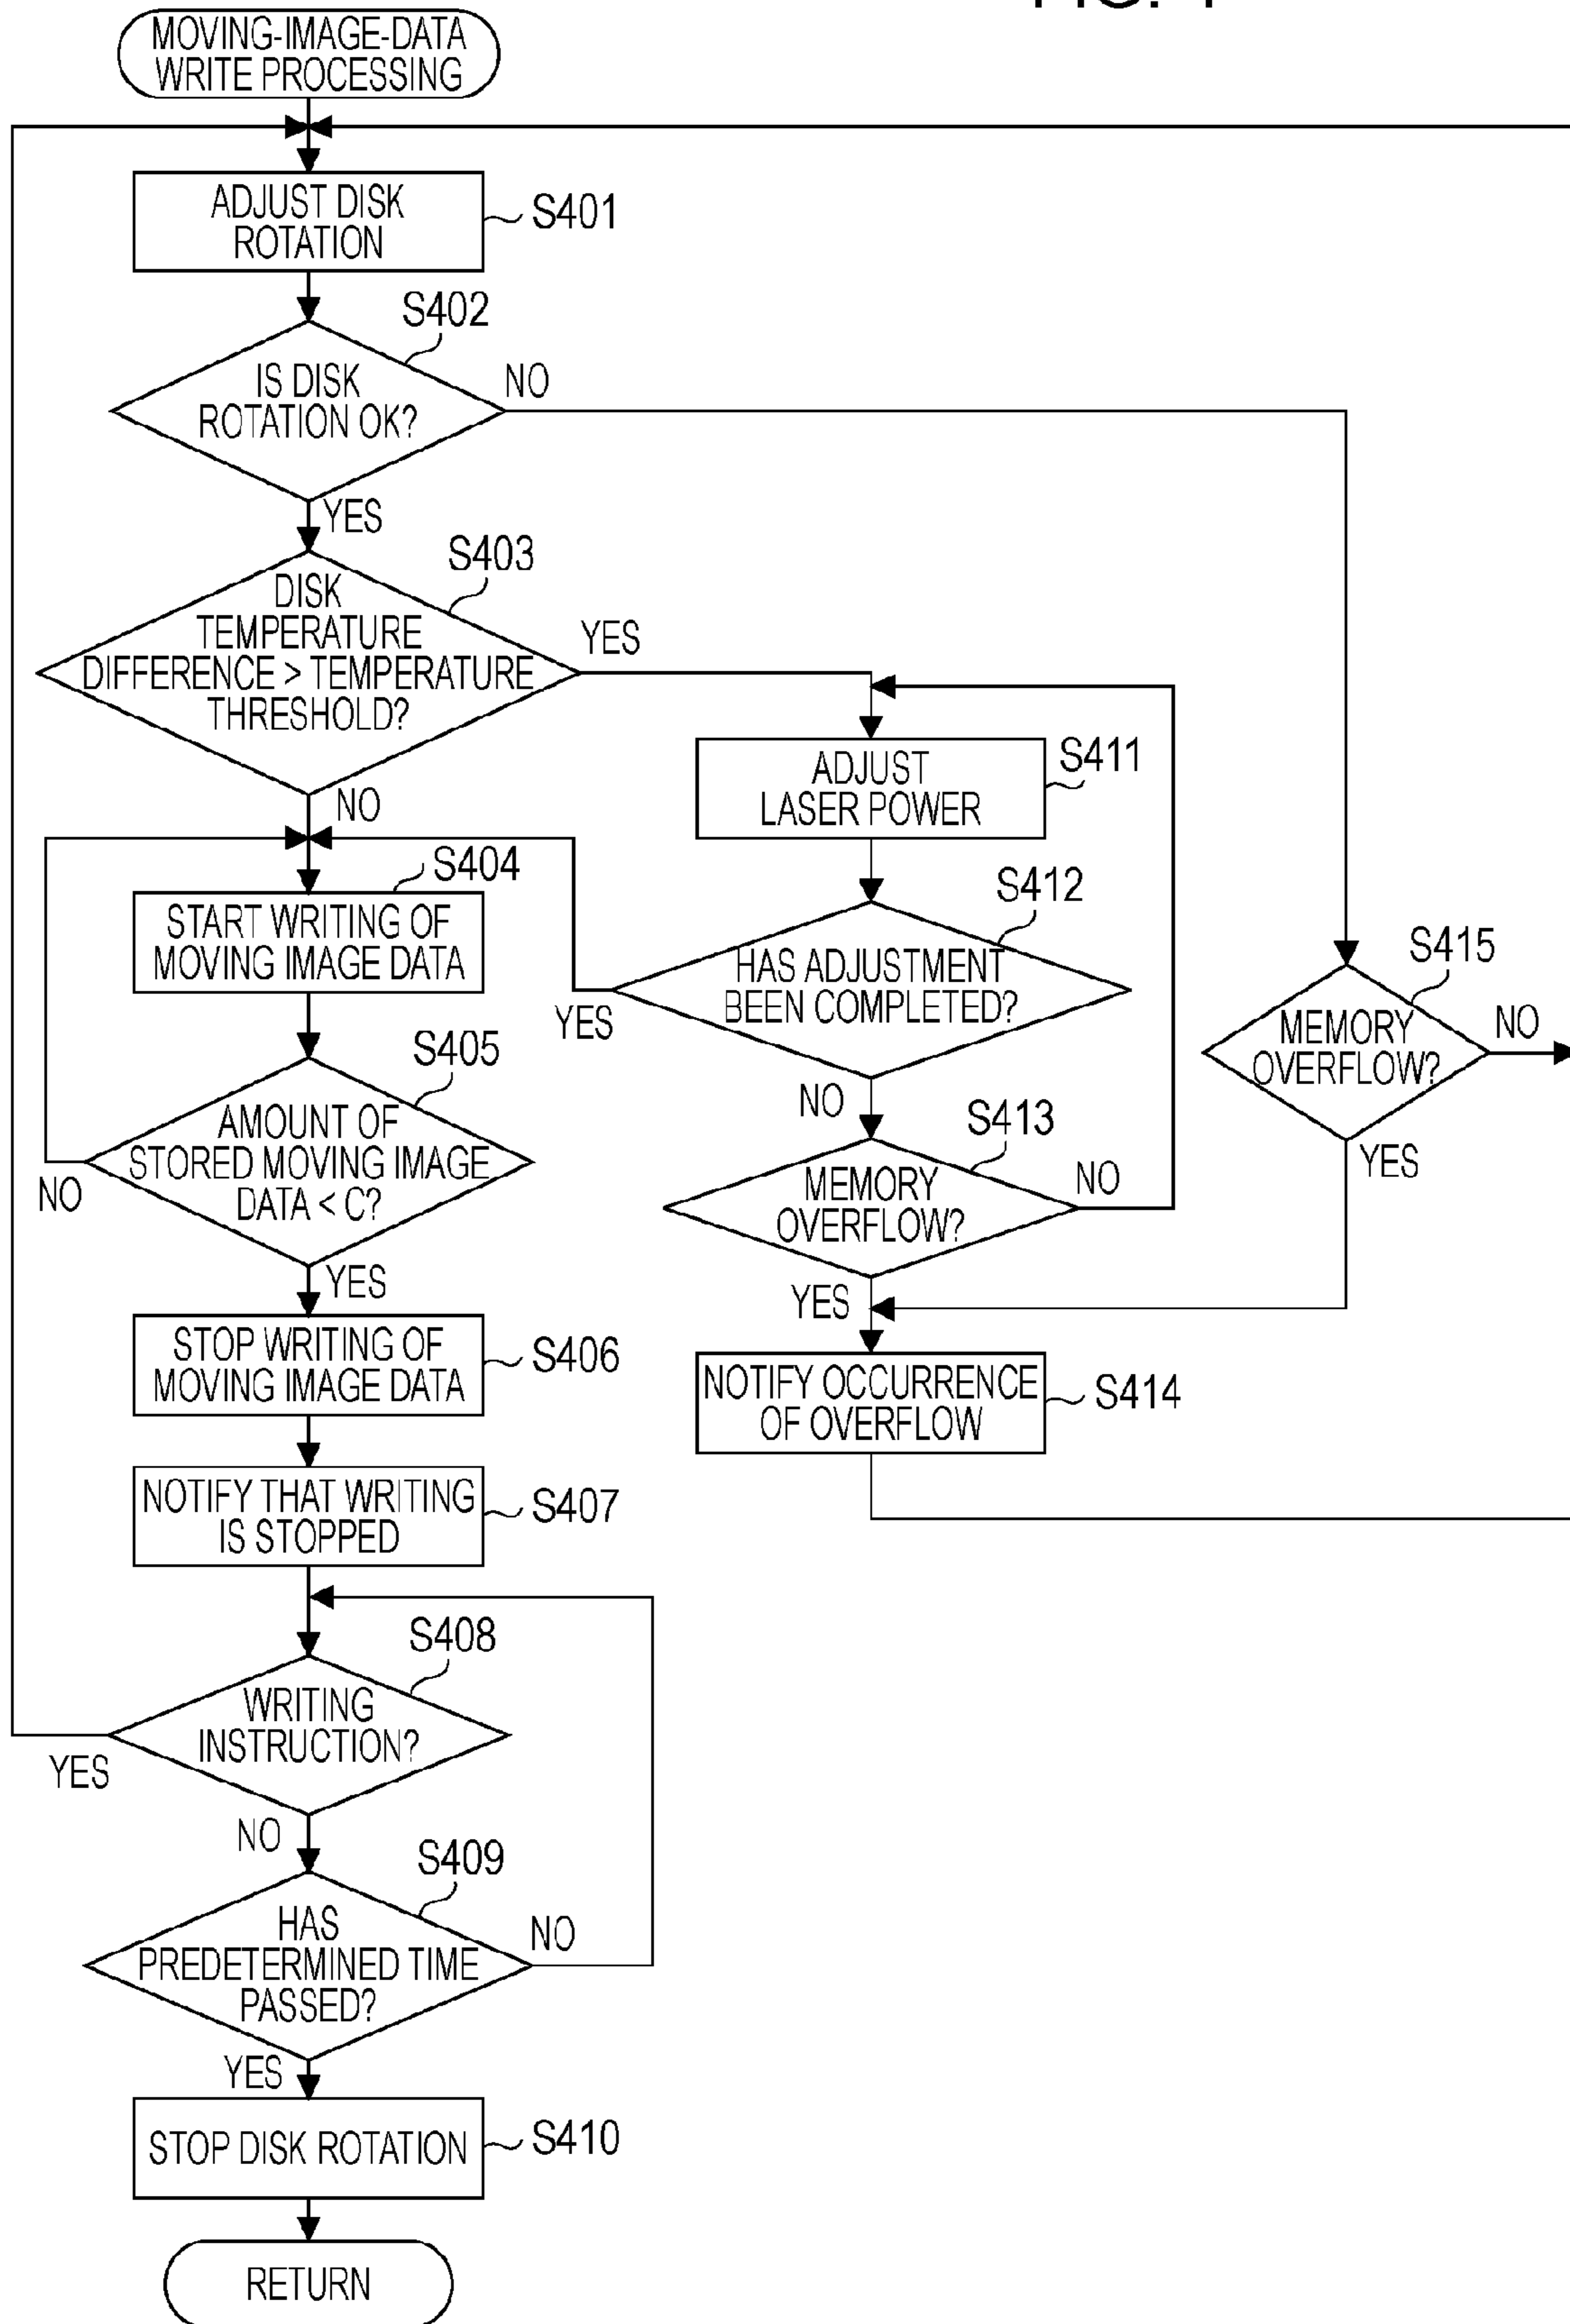 FIG. 4
MOVING-IMAGE-DATA
WRITE PROCESSING
ADJUST DISK
ROTATION
S401
S402
IS DISK
ROTATION OK?
NO
YES
S403
DISK
TEMPERATURE
DIFFERENCE > TEMPERATURE
THRESHOLD?
YES
NO
S404
START WRITING OF
MOVING IMAGE DATA
S405
AMOUNT OF
STORED MOVING IMAGE
DATA < C?
NO
YES
STOP WRITING OF
MOVING IMAGE DATA
S406
NOTIFY THAT WRITING
IS STOPPED
S407
S408
WRITING
INSTRUCTION?
YES
NO
S409
HAS
PREDETERMINED TIME
PASSED?
NO
YES
STOP DISK ROTATION
S410
RETURN
ADJUST
LASER POWER
S411
S412
HAS ADJUSTMENT
BEEN COMPLETED?
YES
NO
S413
MEMORY
OVERFLOW?
NO
YES
NOTIFY OCCURRENCE
OF OVERFLOW
S414
S415
MEMORY
OVERFLOW?
NO
YES